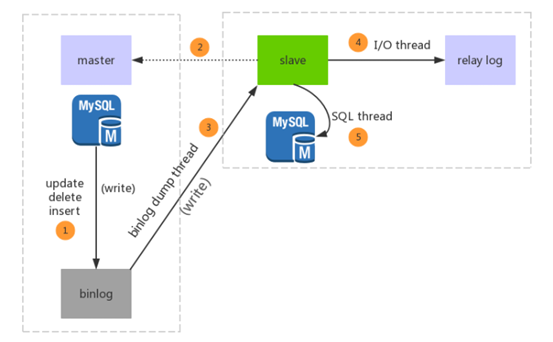 master
2
slave
4
I/O thread
relay log
MySQL
M
3
MySQL
M
SQL thread
5
binlog dump thread
(write)
update
delete
insert
(write)
1
binlog